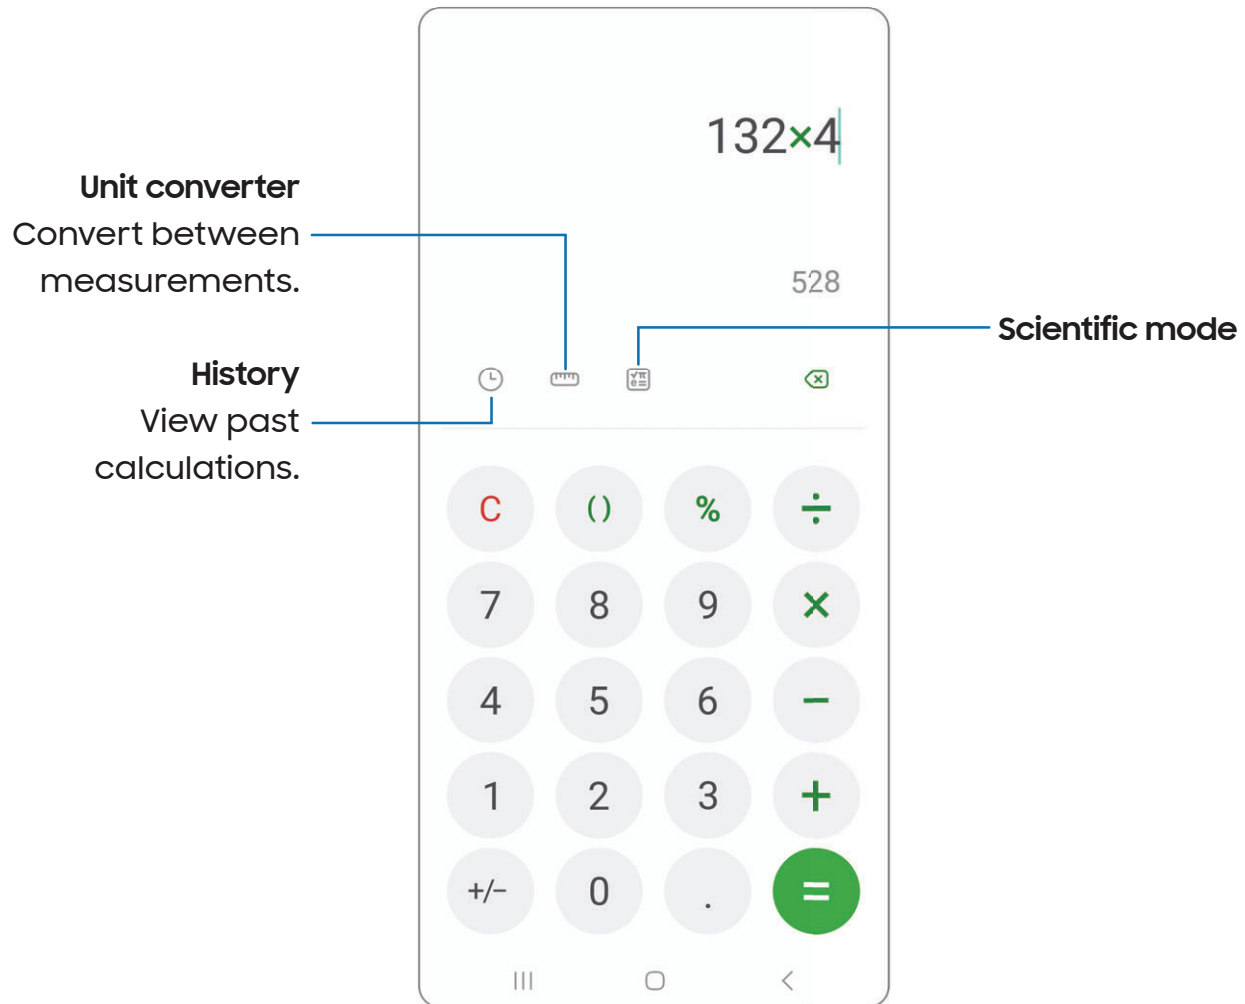 132×4
528
Unit converter
Convert between
measurements.
History
View past
calculations.
Scientific mode
√π
e=
C ( ) % ÷
7 8 9 ×
4 5 6 −
1 2 3 +
+/− 0 . =